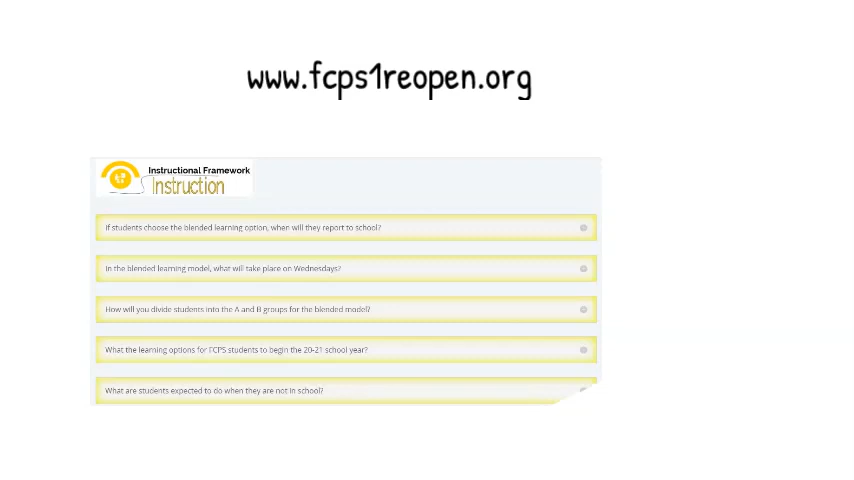 www.fcps1reopen.org
Instructional Framework
Instruction
If students choose the blended learning option, when will they report to school?
In the blended learning model, what will take place on Wednesdays?
How will you divide students into the A and B groups for the blended model?
What the learning options for FCPS students to begin the 20-21 school year?
What are students expected to do when they are not in school?